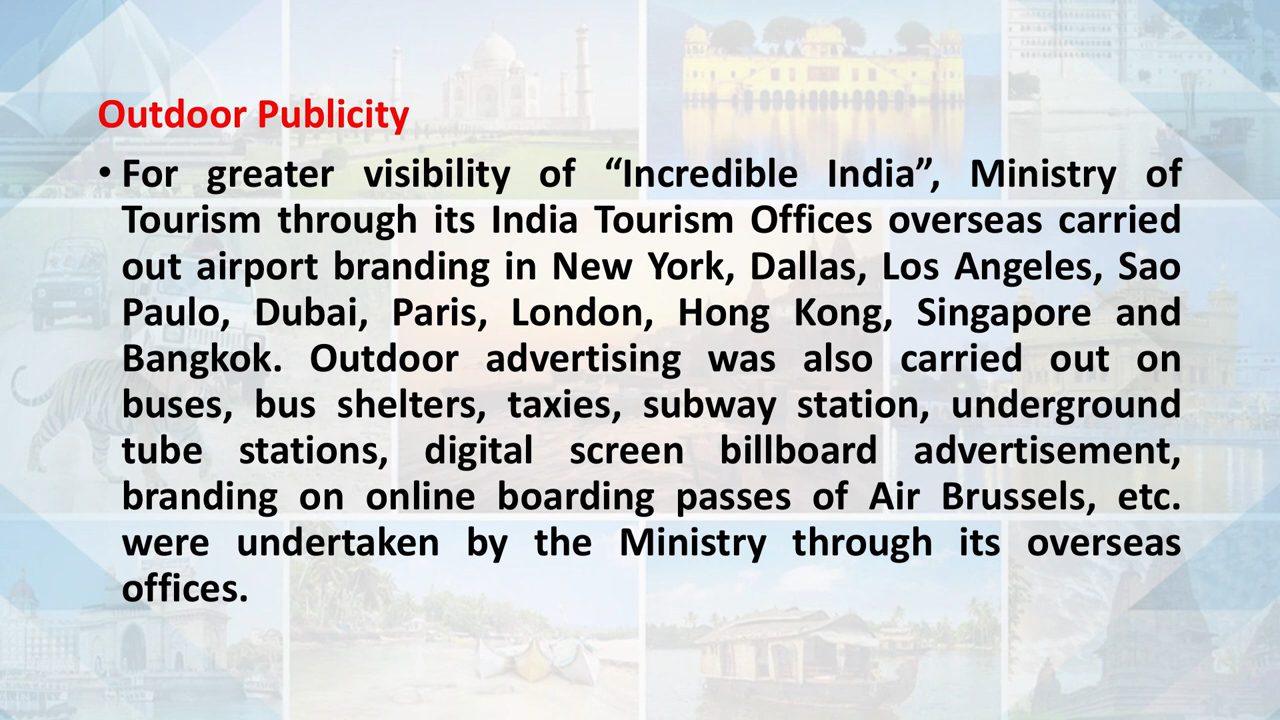 Outdoor Publicity
• For greater visibility of “Incredible India”, Ministry of
Tourism through its India Tourism Offices overseas carried
out airport branding in New York, Dallas, Los Angeles, Sao
Paulo, Dubai, Paris, London, Hong Kong, Singapore and
Bangkok. Outdoor advertising was also carried out on
buses, bus shelters, taxies, subway station, underground
tube stations, digital screen billboard advertisement,
branding on online boarding passes of Air Brussels, etc.
were undertaken by the Ministry through its overseas
offices.